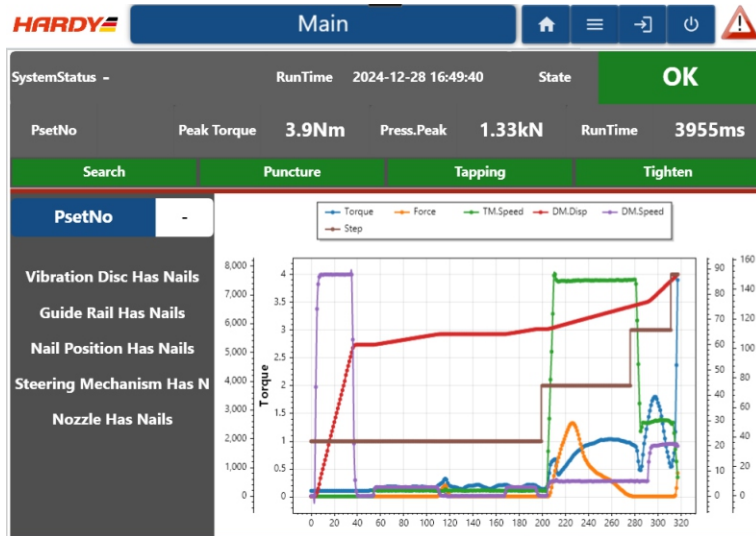 HARDY
Main
SystemStatus -
RunTime 2024-12-28 16:49:40
State OK
PsetNo
Peak Torque 3.9Nm
Press.Peak 1.33kN
RunTime 3955ms
Search Puncture Tapping Tighten
PsetNo -
Vibration Disc Has Nails
Guide Rail Has Nails
Nail Position Has Nails
Steering Mechanism Has N
Nozzle Has Nails
Torque Force TM.Speed DM.Disp DM.Speed
Step
8,000 7,000 6,000 5,000 4,000 3,000 2,000 1,000 0
Torque
4 3.5 3 2.5 2 1.5 1 0.5 0
90 80 70 60 50 40 30 20 10 0
160 140 120 100 80 60 40 20 0
0 20 40 60 80 100 120 140 160 180 200 220 240 260 280 300 320